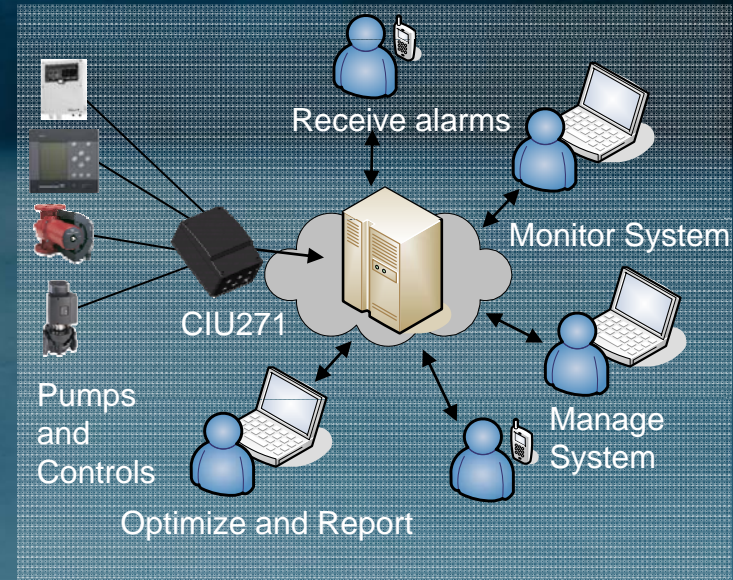 Receive alarms
Monitor System
CIU271
Pumps
and
Controls
Manage
System
Optimize and Report